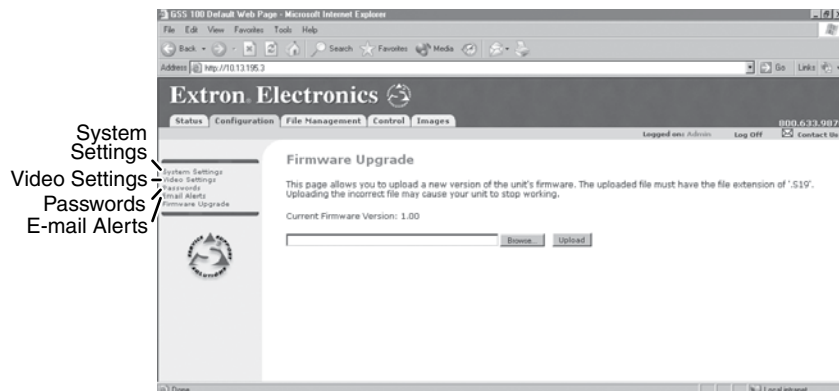 GSS 100 Default Web Page - Microsoft Internet Explorer
File Edit View Favorites Tools Help
Back Search Favorites Media
Address http://10.13.195.3 Go Links
Extron Electronics
Status Configuration File Management Control Images
800.633.987
Logged on: Admin Log Off Contact Us
System Settings
Video Settings
Passwords
Email Alerts
Firmware Upgrade
System
Settings
Video Settings
Passwords
E-mail Alerts
Firmware Upgrade
This page allows you to upload a new version of the unit's firmware. The uploaded file must have the file extension of '.S19'.
Uploading the incorrect file may cause your unit to stop working.
Current Firmware Version: 1.00
Browse... Upload
Done
Local intranet